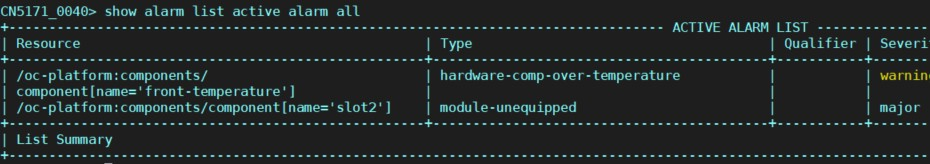 CN5171_0040> show alarm list active alarm all
ACTIVE ALARM LIST
| Resource | Type | Qualifier | Severi
| /oc-platform:components/ | hardware-comp-over-temperature | | warnin
| component[name='front-temperature'] | | |
| /oc-platform:components/component[name='slot2'] | module-unequipped | | major
| List Summary